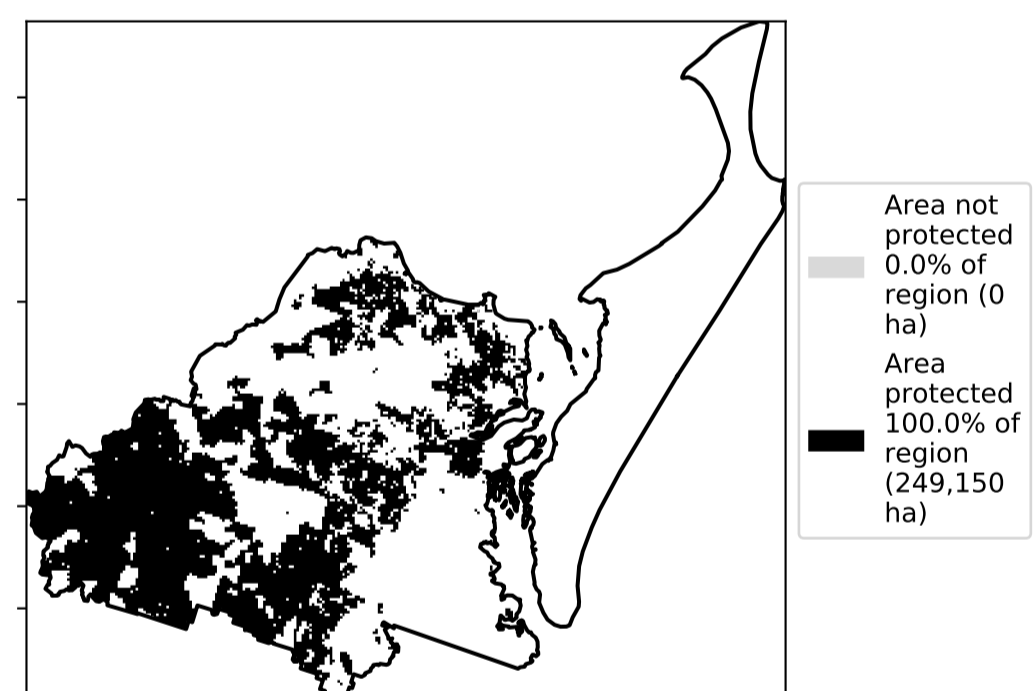 Area not
protected
0.0% of
region (0
ha)
Area
protected
100.0% of
region
(249,150
ha)